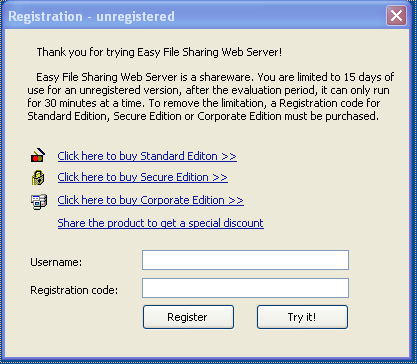 Registration - unregistered
Thank you for trying Easy File Sharing Web Server!
Easy File Sharing Web Server is a shareware. You are limited to 15 days of
use for an unregistered version, after the evaluation period, it can only run
for 30 minutes at a time. To remove the limitation, a Registration code for
Standard Edition, Secure Edition or Corporate Edition must be purchased.
Click here to buy Standard Editon >>
Click here to buy Secure Edition >>
Click here to buy Corporate Edition >>
Share the product to get a special discount
Username:
Registration code:
Register
Try it!